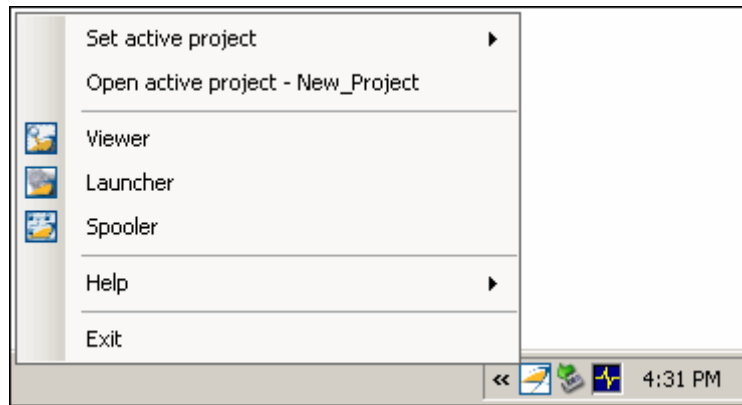 Set active project
Open active project - New_Project
Viewer
Launcher
Spooler
Help
Exit
4:31 PM